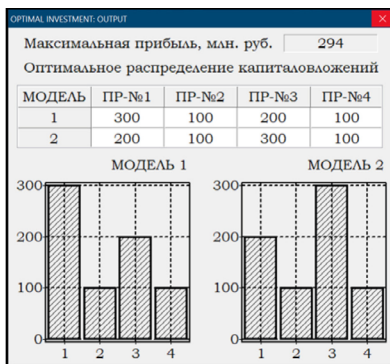 OPTIMAL INVESTMENT: OUTPUT
Максимальная прибыль, млн. руб. 294
Оптимальное распределение капиталовложений
МОДЕЛЬ ПР-№1 ПР-№2 ПР-№3 ПР-№4
1 300 100 200 100
2 200 100 300 100
МОДЕЛЬ 1
300
200
100
0
1 2 3 4
МОДЕЛЬ 2
300
200
100
0
1 2 3 4